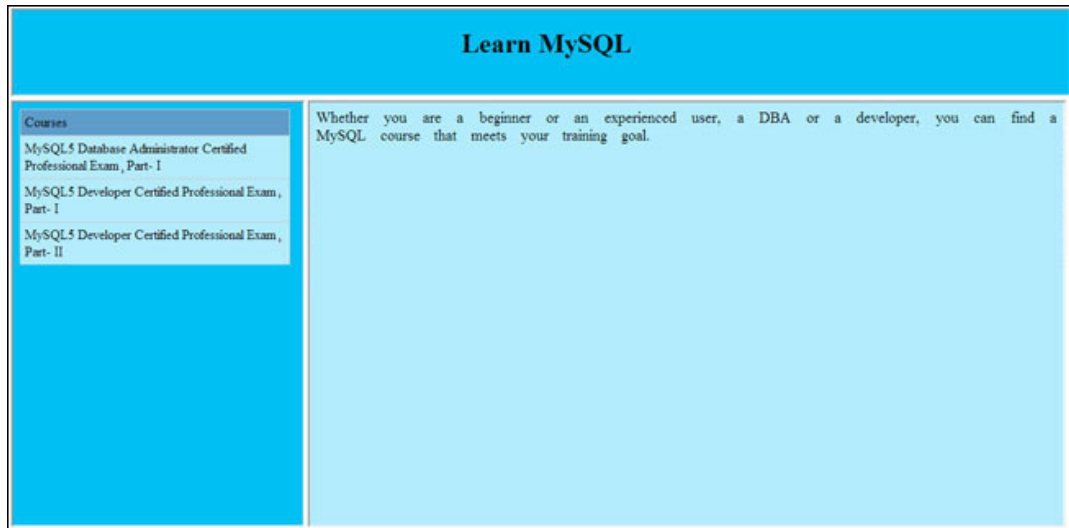 Learn MySQL
Courses
MySQL5 Database Administrator Certified
Professional Exam , Part- I
MySQL5 Developer Certified Professional Exam ,
Part- I
MySQL5 Developer Certified Professional Exam ,
Part- II
Whether you are a beginner or an experienced user, a DBA or a developer, you can find a
MySQL course that meets your training goal.